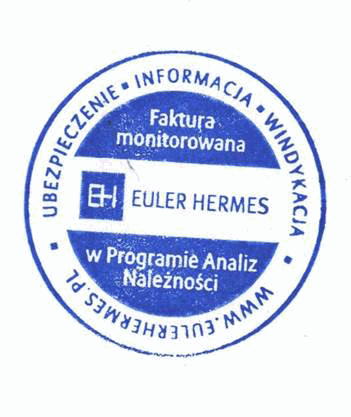 UBEZPIECZENIE ▪ INFORMACJA ▪ WINDYKACJA
Faktura
monitorowana
EH EULER HERMES
w Programie Analiz
Należności
▪ WWW.EULERHERMES.PL ▪